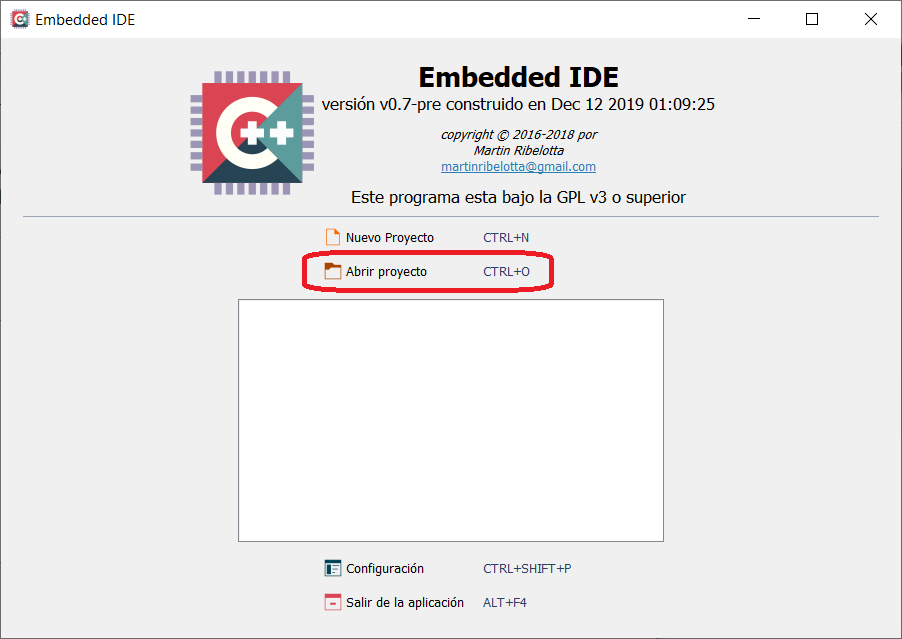 Embedded IDE
Embedded IDE
versión v0.7-pre construido en Dec 12 2019 01:09:25
copyright © 2016-2018 por
Martin Ribelotta
martinribelotta@gmail.com
Este programa esta bajo la GPL v3 o superior
Nuevo Proyecto CTRL+N
Abrir proyecto CTRL+O
Configuración CTRL+SHIFT+P
Salir de la aplicación ALT+F4